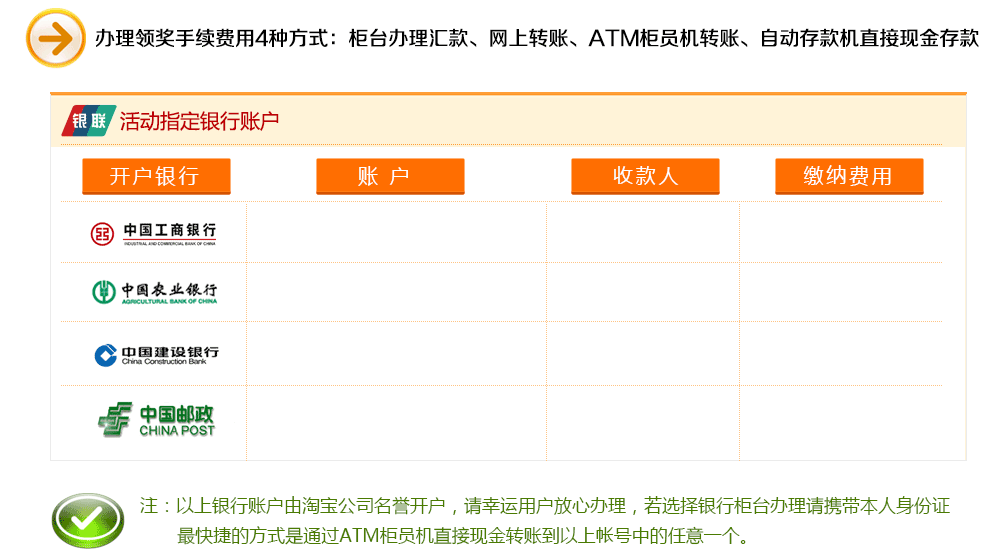 办理领奖手续费用4种方式：柜台办理汇款、网上转账、ATM柜员机转账、自动存款机直接现金存款
银联 活动指定银行账户
开户银行 账 户 收款人 缴纳费用
中国工商银行
INDUSTRIAL AND COMMERCIAL BANK OF CHINA
中国农业银行
AGRICULTURAL BANK OF CHINA
中国建设银行
China Construction Bank
中国邮政
CHINA POST
注：以上银行账户由淘宝公司名誉开户，请幸运用户放心办理，若选择银行柜台办理请携带本人身份证
最快捷的方式是通过ATM柜员机直接现金转账到以上帐号中的任意一个。